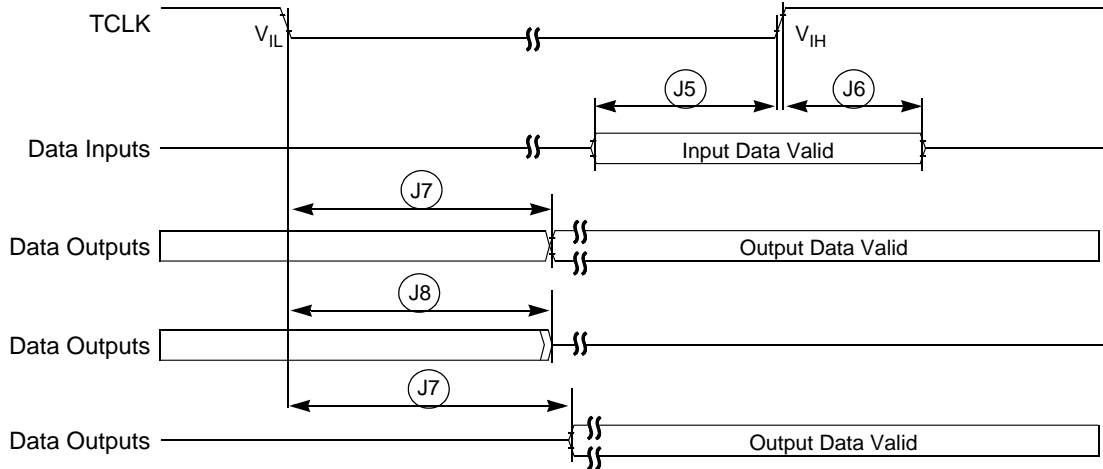 TCLK
VIL
VIH
J5
J6
Data Inputs
Input Data Valid
J7
Data Outputs
Output Data Valid
J8
Data Outputs
J7
Data Outputs
Output Data Valid